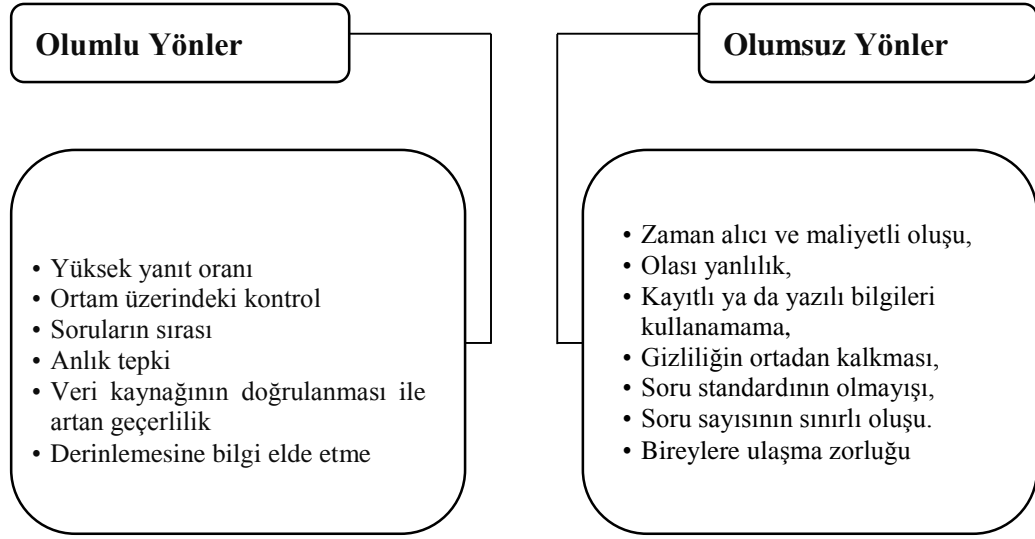 Olumlu Yönler
• Yüksek yanıt oranı
• Ortam üzerindeki kontrol
• Soruların sırası
• Anlık tepki
• Veri kaynağının doğrulanması ile
artan geçerlilik
• Derinlemesine bilgi elde etme
Olumsuz Yönler
• Zaman alıcı ve maliyetli oluşu,
• Olası yanlılık,
• Kayıtlı ya da yazılı bilgileri
kullanamama,
• Gizliliğin ortadan kalkması,
• Soru standardının olmayışı,
• Soru sayısının sınırlı oluşu.
• Bireylere ulaşma zorluğu